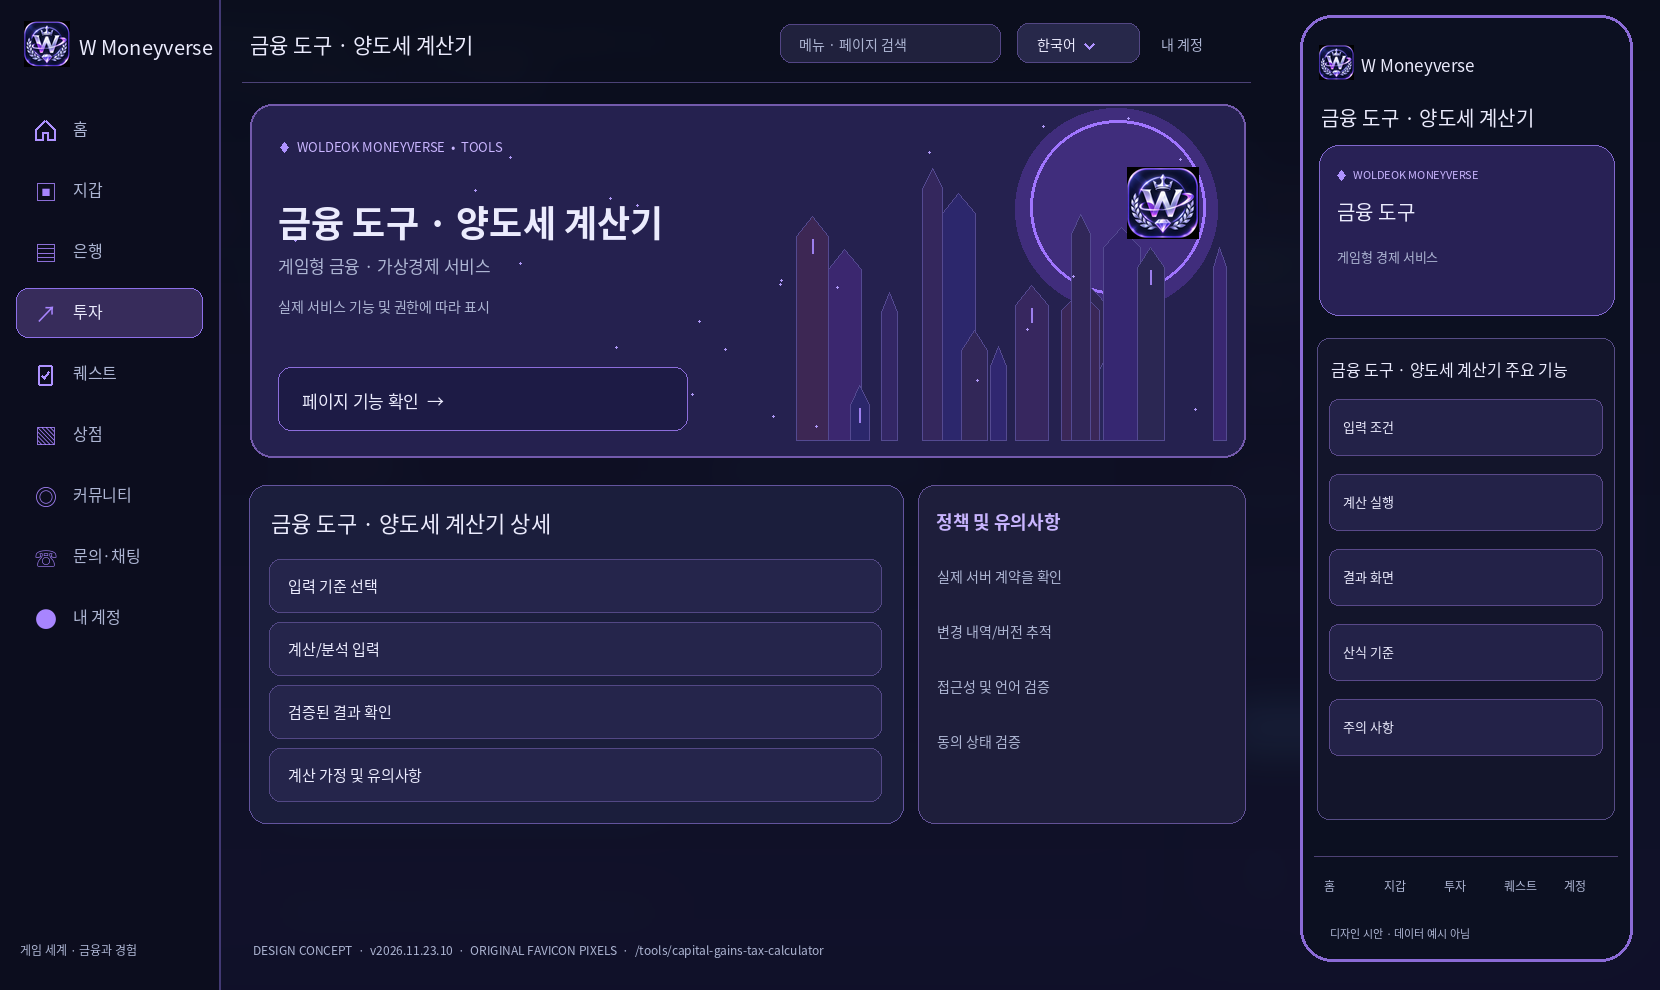 W Moneyverse
홈
지갑
은행
투자
퀘스트
상점
커뮤니티
문의·채팅
내 계정
게임 세계 · 금융과 경험
금융 도구 · 양도세 계산기
메뉴 · 페이지 검색
한국어
내 계정
WOLDEOK MONEYVERSE • TOOLS
금융 도구 · 양도세 계산기
게임형 금융 · 가상경제 서비스
실제 서비스 기능 및 권한에 따라 표시
페이지 기능 확인 →
W
금융 도구 · 양도세 계산기 상세
입력 기준 선택
계산/분석 입력
검증된 결과 확인
계산 가정 및 유의사항
정책 및 유의사항
실제 서버 계약을 확인
변경 내역/버전 추적
접근성 및 언어 검증
동의 상태 검증
DESIGN CONCEPT · v2026.11.23.10 · ORIGINAL FAVICON PIXELS · /tools/capital-gains-tax-calculator
W Moneyverse
금융 도구 · 양도세 계산기
WOLDEOK MONEYVERSE
금융 도구
게임형 경제 서비스
금융 도구 · 양도세 계산기 주요 기능
입력 조건
계산 실행
결과 화면
산식 기준
주의 사항
홈 지갑 투자 퀘스트 계정
디자인 시안 · 데이터 예시 아님